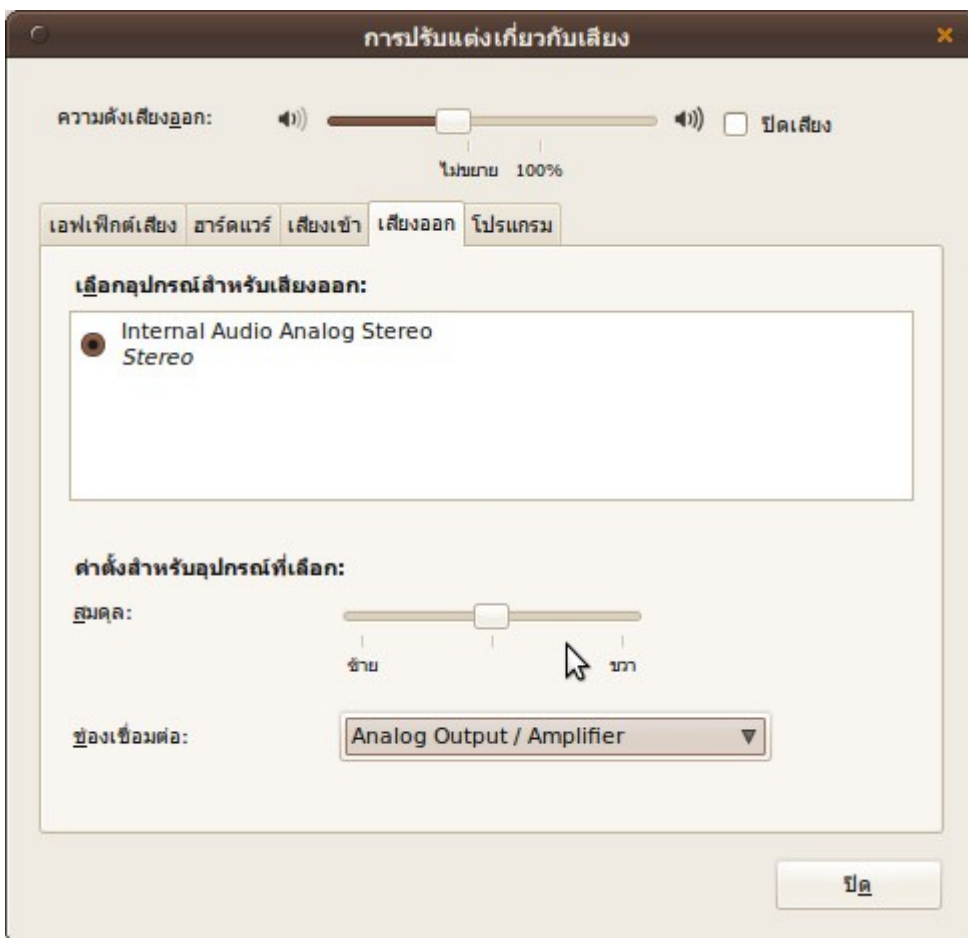 การปรับแต่งเกี่ยวกับเสียง
ความดังเสียงออก:
ปิดเสียง
ไม่ขยาย 100%
เอฟเฟ็กต์เสียง ฮาร์ดแวร์ เสียงเข้า เสียงออก โปรแกรม
เลือกอุปกรณ์สำหรับเสียงออก:
Internal Audio Analog Stereo
Stereo
ค่าตั้งสำหรับอุปกรณ์ที่เลือก:
สมดุล:
ซ้าย ขวา
ช่องเชื่อมต่อ: Analog Output / Amplifier
ปิด